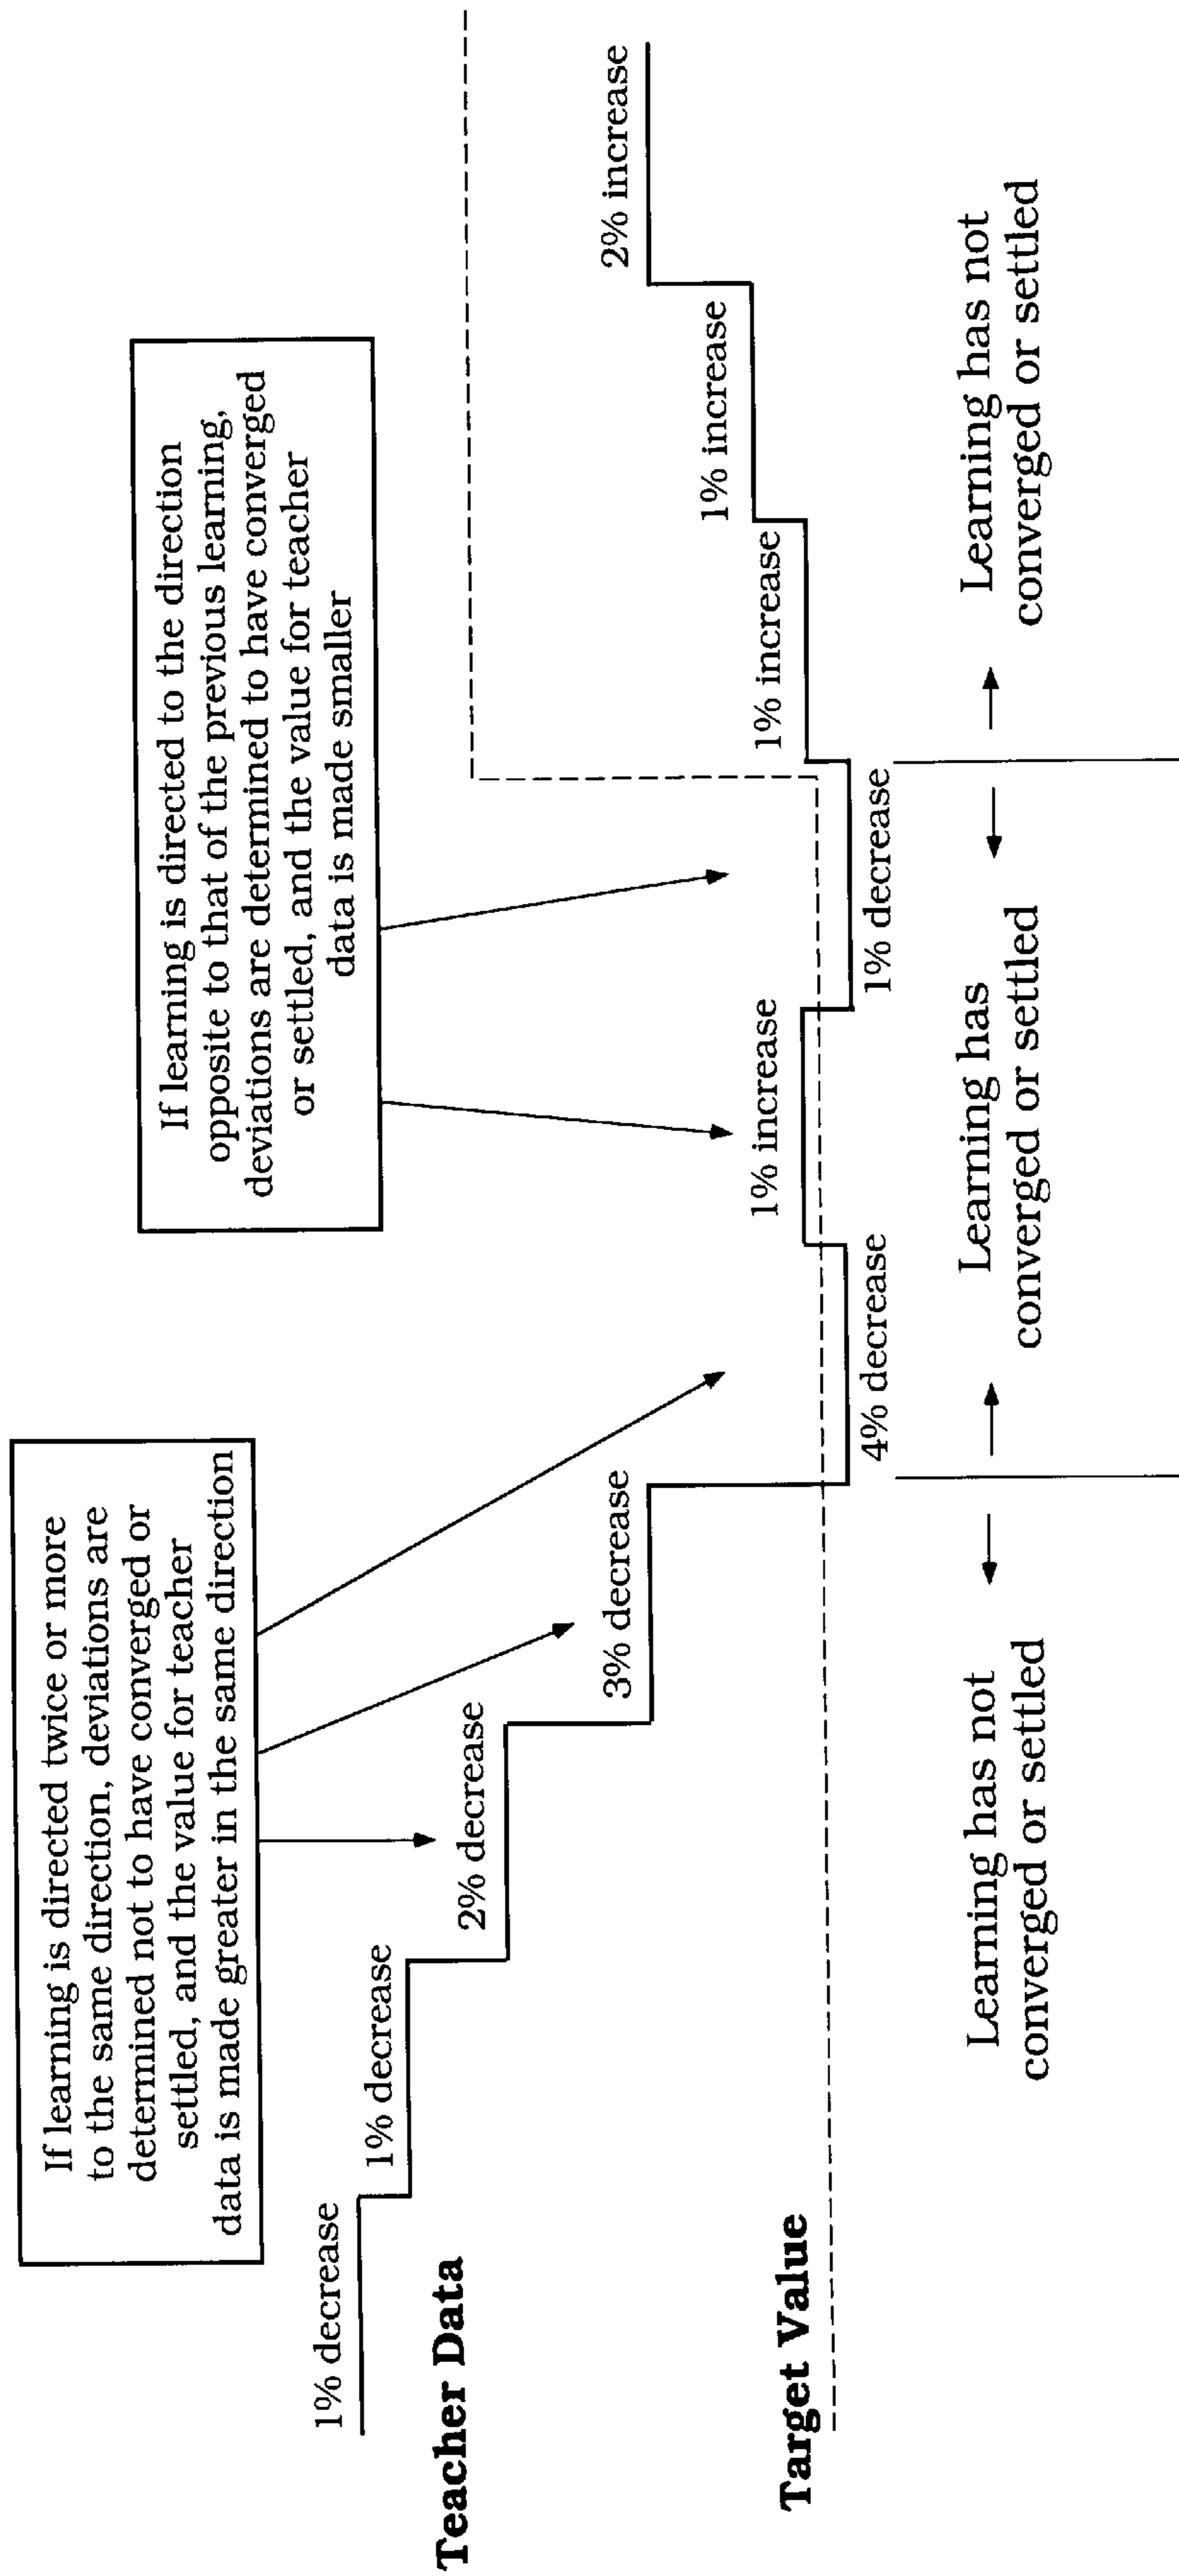 If learning is directed twice or more
to the same direction, deviations are
determined not to have converged or
settled, and the value for teacher
data is made greater in the same direction
If learning is directed to the direction
opposite to that of the previous learning,
deviations are determined to have converged
or settled, and the value for teacher
data is made smaller
1% decrease
Teacher Data
1% decrease
2% decrease
3% decrease
4% decrease
1% increase
1% decrease
1% increase
1% increase
2% increase
Target Value
Learning has not
converged or settled
Learning has
converged or settled
Learning has not
converged or settled